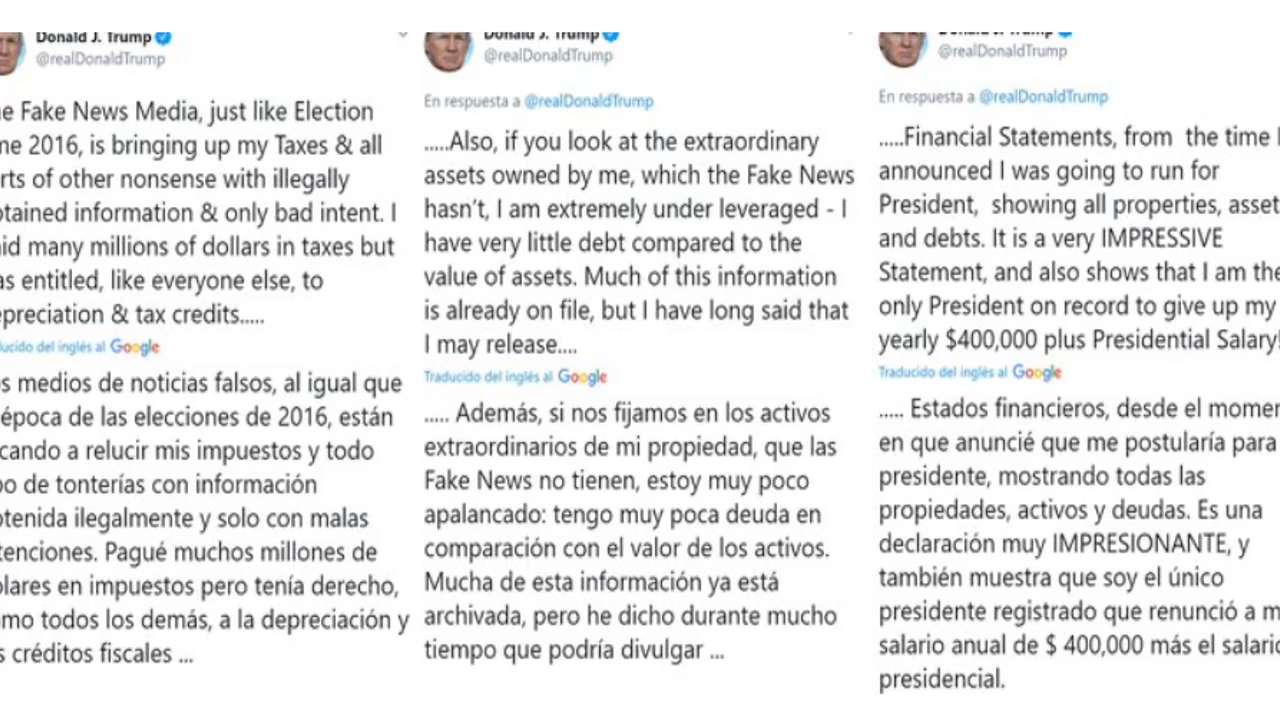 Donald J. Trump
@realDonaldTrump
e Fake News Media, just like Election
me 2016, is bringing up my Taxes & all
rts of other nonsense with illegally
btained information & only bad intent. I
id many millions of dollars in taxes but
as entitled, like everyone else, to
epreciation & tax credits.....
ducido del inglés al Google
s medios de noticias falsos, al igual que
época de las elecciones de 2016, están
cando a relucir mis impuestos y todo
po de tonterías con información
btenida ilegalmente y solo con malas
tenciones. Pagué muchos millones de
olares en impuestos pero tenía derecho,
mo todos los demás, a la depreciación y
s créditos fiscales ...
Donald J. Trump
@realDonaldTrump
En respuesta a @realDonaldTrump
.....Also, if you look at the extraordinary
assets owned by me, which the Fake News
hasn't, I am extremely under leveraged - I
have very little debt compared to the
value of assets. Much of this information
is already on file, but I have long said that
I may release....
Traducido del inglés al Google
..... Además, si nos fijamos en los activos
extraordinarios de mi propiedad, que las
Fake News no tienen, estoy muy poco
apalancado: tengo muy poca deuda en
comparación con el valor de los activos.
Mucha de esta información ya está
archivada, pero he dicho durante mucho
tiempo que podría divulgar ...
Donald J. Trump
@realDonaldTrump
En respuesta a @realDonaldTrump
.....Financial Statements, from the time I
announced I was going to run for
President, showing all properties, asset
and debts. It is a very IMPRESSIVE
Statement, and also shows that I am the
only President on record to give up my
yearly $400,000 plus Presidential Salary!
Traducido del inglés al Google
..... Estados financieros, desde el momen
en que anuncié que me postularía para
presidente, mostrando todas las
propiedades, activos y deudas. Es una
declaración muy IMPRESIONANTE, y
también muestra que soy el único
presidente registrado que renunció a m
salario anual de $ 400,000 más el salario
presidencial.